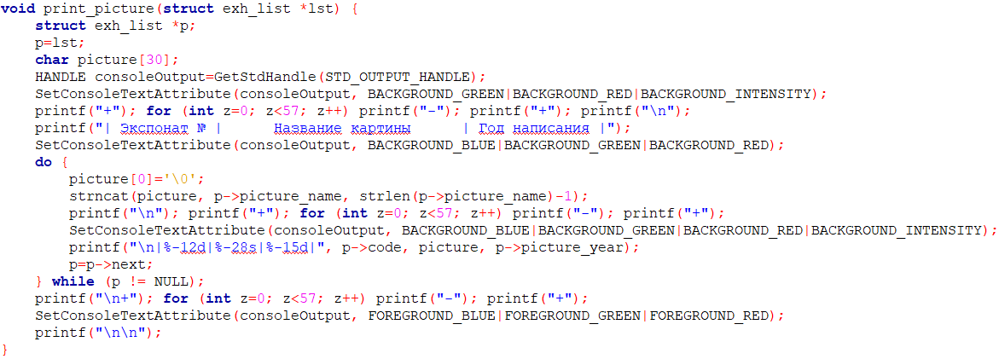 void print_picture(struct exh_list *lst) {
    struct exh_list *p;
    p=lst;
    char picture[30];
    HANDLE consoleOutput=GetStdHandle(STD_OUTPUT_HANDLE);
    SetConsoleTextAttribute(consoleOutput, BACKGROUND_GREEN|BACKGROUND_RED|BACKGROUND_INTENSITY);
    printf("+"); for (int z=0; z<57; z++) printf("-"); printf("+"); printf("\n");
    printf("| Экспонат № |      Название картины      | Год написания |");
    SetConsoleTextAttribute(consoleOutput, BACKGROUND_BLUE|BACKGROUND_GREEN|BACKGROUND_RED);
    do {
        picture[0]='\0';
        strncat(picture, p->picture_name, strlen(p->picture_name)-1);
        printf("\n"); printf("+"); for (int z=0; z<57; z++) printf("-"); printf("+");
        SetConsoleTextAttribute(consoleOutput, BACKGROUND_BLUE|BACKGROUND_GREEN|BACKGROUND_RED|BACKGROUND_INTENSITY);
        printf("\n|%-12d|%-28s|%-15d|", p->code, picture, p->picture_year);
        p=p->next;
    } while (p != NULL);
    printf("\n+"); for (int z=0; z<57; z++) printf("-"); printf("+");
    SetConsoleTextAttribute(consoleOutput, FOREGROUND_BLUE|FOREGROUND_GREEN|FOREGROUND_RED);
    printf("\n\n");
}